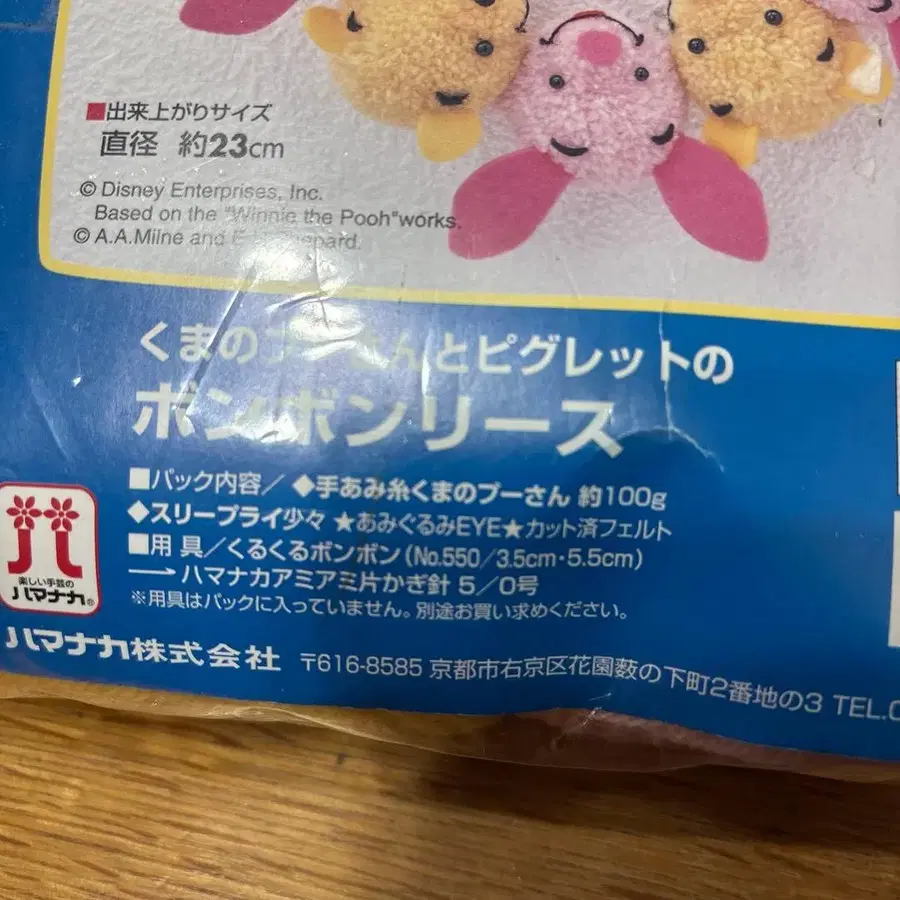 ■出来上がりサイズ
直径 約23cm
© Disney Enterprises, Inc.
Based on the "Winnie the Pooh"works.
© A.A.Milne and E.H.Shepard.
くまのプーさんとピグレットの
ボンボンリース
■パック内容／◆手あみ糸くまのプーさん 約100g
◆スリープライ少々 ★あみぐるみEYE★カット済フェルト
■用 具／くるくるボンボン(No.550／3.5cm・5.5cm)
ハマナカアミアミ片かぎ針 5／0号
※用具はパックに入っていません。別途お買い求めください。
楽しい手芸の
ハマナカ®
ハマナカ株式会社 〒616-8585 京都市右京区花園薮の下町2番地の3 TEL.0